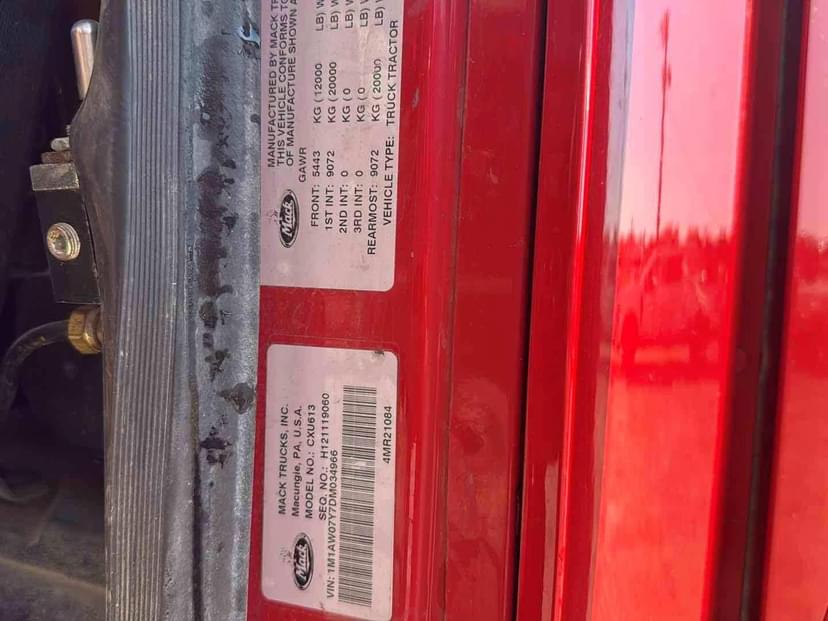 Mack
MACK TRUCKS, INC.
Macungie, PA, U.S.A.
MODEL NO.: CXU613
SEQ. NO.: H121119060
VIN: 1M1AW07Y7DM034966
4MR21084
MANUFACTURED BY MACK TR
THIS VEHICLE CONFORMS TO
OF MANUFACTURE SHOWN A
Mack
GAWR
FRONT: 5443 KG (12000 LB) W
1ST INT: 9072 KG (20000 LB) W
2ND INT: 0 KG (0 LB) W
3RD INT: 0 KG (0 LB) W
REARMOST: 9072 KG (20000 LB) W
VEHICLE TYPE: TRUCK TRACTOR